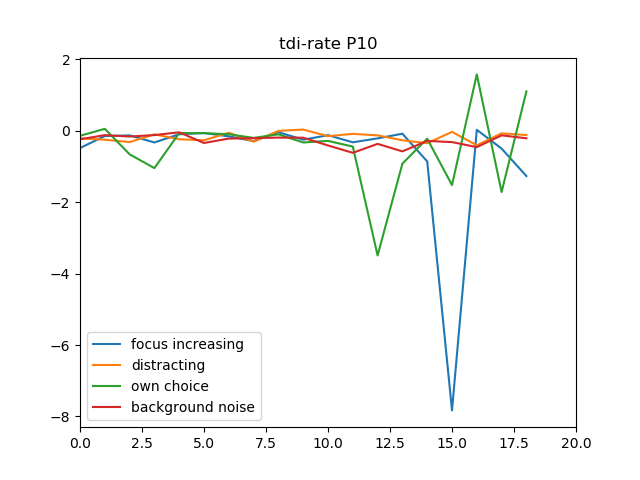 tdi-rate P10
2
0
−2
−4
−6
−8
focus increasing
distracting
own choice
background noise
0.0 2.5 5.0 7.5 10.0 12.5 15.0 17.5 20.0